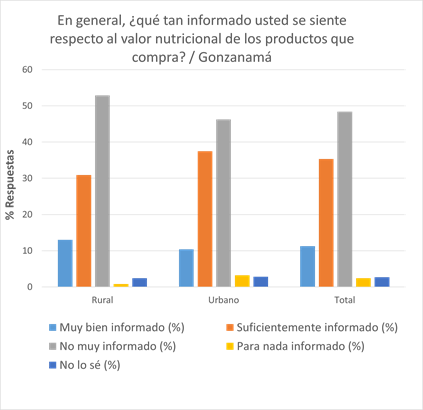 En general, ¿qué tan informado usted se siente
respecto al valor nutricional de los productos que
compra? / Gonzanamá
% Respuestas
60
50
40
30
20
10
0
Rural Urbano Total
Muy bien informado (%) Suficientemente informado (%)
No muy informado (%) Para nada informado (%)
No lo sé (%)